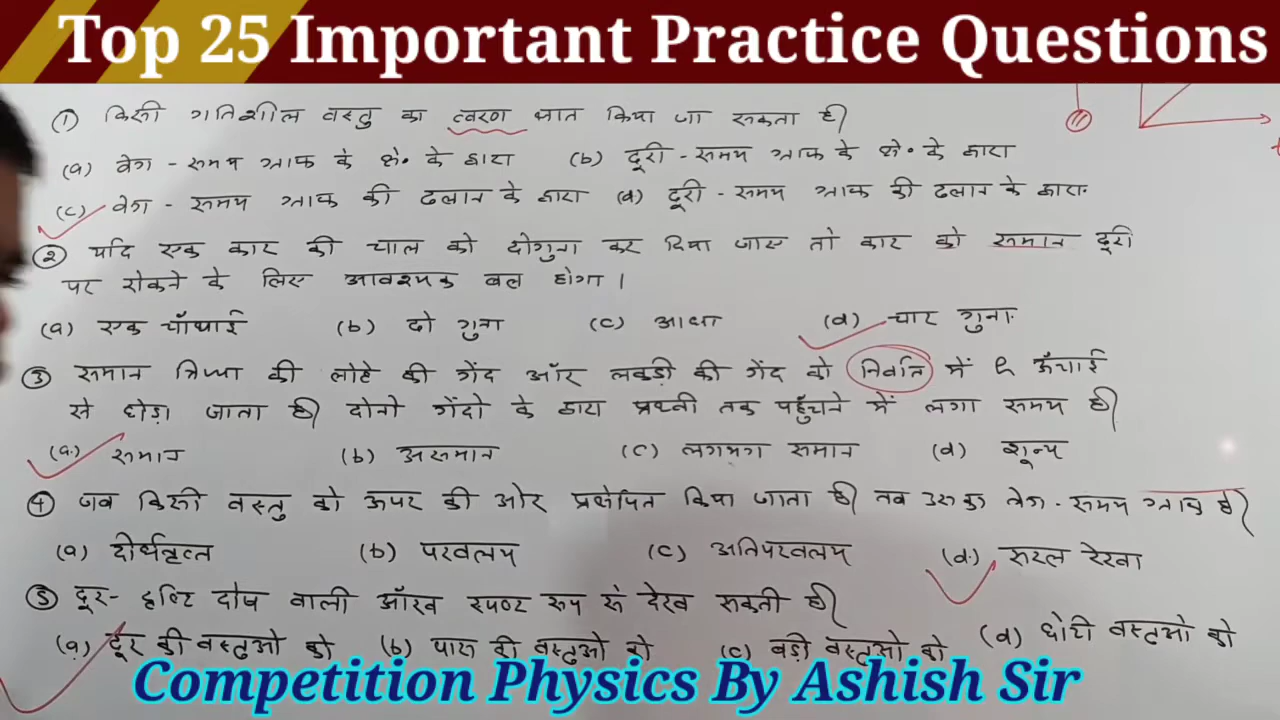 Top 25 Important Practice Questions
① किसी गतिशील वस्तु का त्वरण ज्ञात किया जा सकता है।
(a) वेग - समय ग्राफ के क्षे० के द्वारा (b) दूरी - समय ग्राफ के क्षे० के द्वारा
(c) वेग - समय ग्राफ की ढलान के द्वारा (d) दूरी - समय ग्राफ की ढलान के द्वारा
② यदि एक कार की चाल को दोगुना कर दिया जाए तो कार को समान दूरी
पर रोकने के लिए आवश्यक बल होगा।
(a) एक चौंथाई (b) दो गुना (c) आधा (d) चार गुना
③ समान त्रिज्या की लोहे की गेंद और लकड़ी की गेंद को निर्वात में h ऊँचाई
से छोड़ा जाता है। दोनो गेंदो के द्वारा प्रथ्वी तक पहुँचाने में लगा समय है।
(a) समान (b) असमान (c) लगभग समान (d) शून्य
④ जब किसी वस्तु को ऊपर की ओर प्रक्षेपित किया जाता है। तब उसका वेग - समय ग्राफ है।
(a) दीर्घवृत्त (b) परवलय (c) अतिपरवलय (d) सरल रेखा
⑤ दूर - दृष्टि दोष वाली आँख स्पष्ट रूप से देख सकती है।
(a) दूर की वस्तुओ को (b) पास की वस्तुओ को (c) बड़ी वस्तुओ को (d) छोटी वस्तुओ को
Competition Physics By Ashish Sir